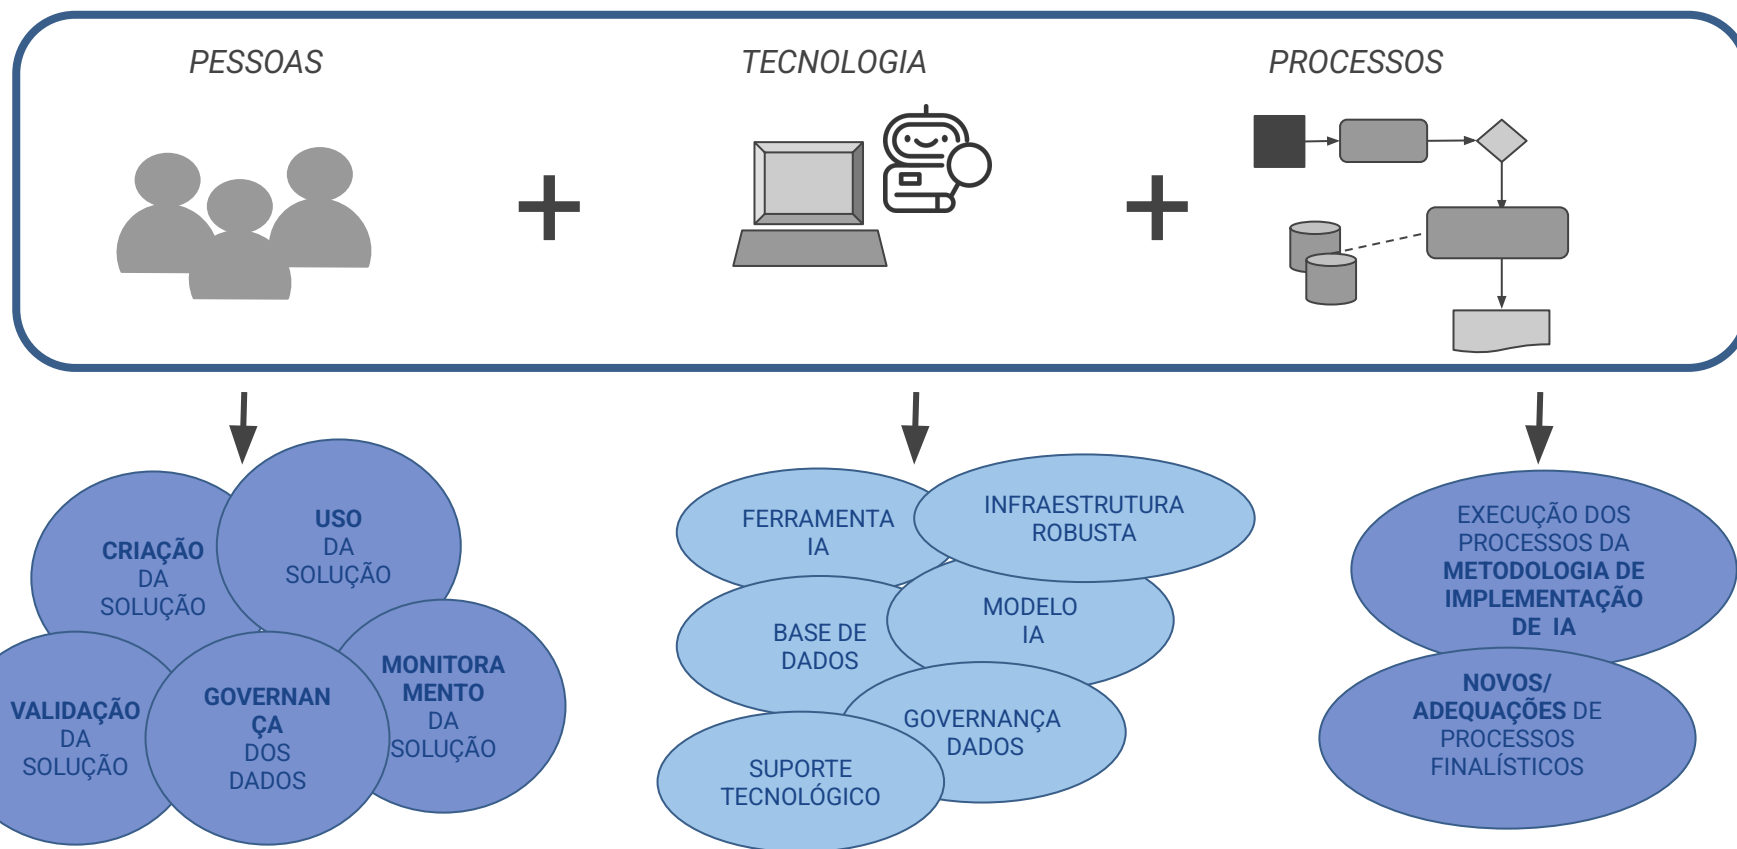 PESSOAS
TECNOLOGIA
PROCESSOS
CRIAÇÃO
DA
SOLUÇÃO
USO
DA
SOLUÇÃO
VALIDAÇÃO
DA
SOLUÇÃO
GOVERNAN
ÇA
DOS
DADOS
MONITORA
MENTO
DA
SOLUÇÃO
FERRAMENTA
IA
INFRAESTRUTURA
ROBUSTA
BASE DE
DADOS
MODELO
IA
GOVERNANÇA
DADOS
SUPORTE
TECNOLÓGICO
EXECUÇÃO DOS
PROCESSOS DA
METODOLOGIA DE
IMPLEMENTAÇÃO
DE IA
NOVOS/
ADEQUAÇÕES DE
PROCESSOS
FINALÍSTICOS